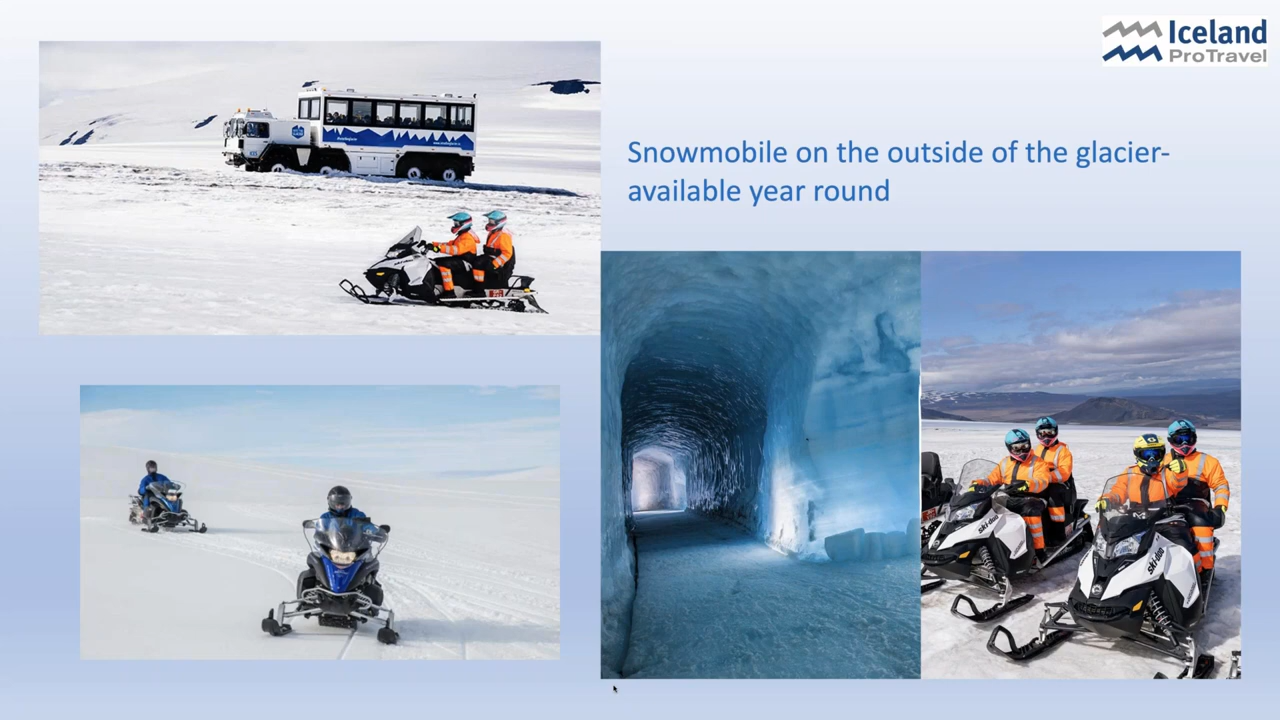 Iceland
ProTravel
Snowmobile on the outside of the glacier-
available year round
ski-doo
ski-doo